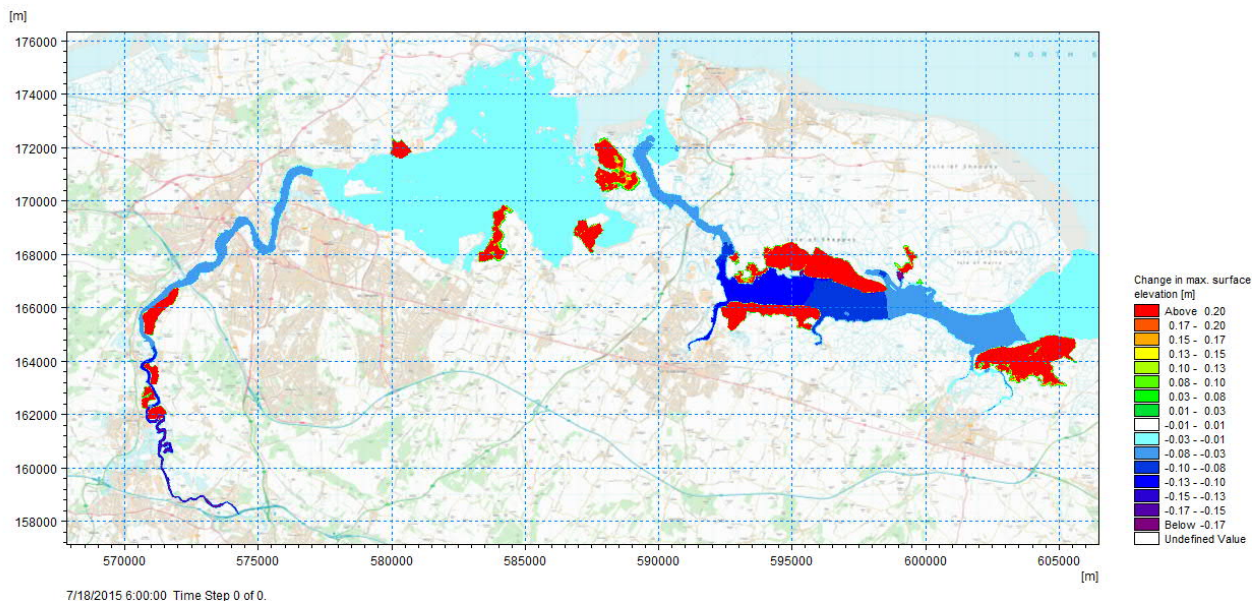 [m]
176000
174000
172000
170000
168000
166000
164000
162000
160000
158000
570000
575000
580000
585000
590000
595000
600000
605000
[m]
NORTH S
Change in max. surface
elevation [m]
Above 0.20
0.17 - 0.20
0.15 - 0.17
0.13 - 0.15
0.10 - 0.13
0.08 - 0.10
0.03 - 0.08
0.01 - 0.03
-0.01 - 0.01
-0.03 - -0.01
-0.08 - -0.03
-0.10 - -0.08
-0.13 - -0.10
-0.15 - -0.13
-0.17 - -0.15
Below -0.17
Undefined Value
7/18/2015 6:00:00 Time Step 0 of 0.